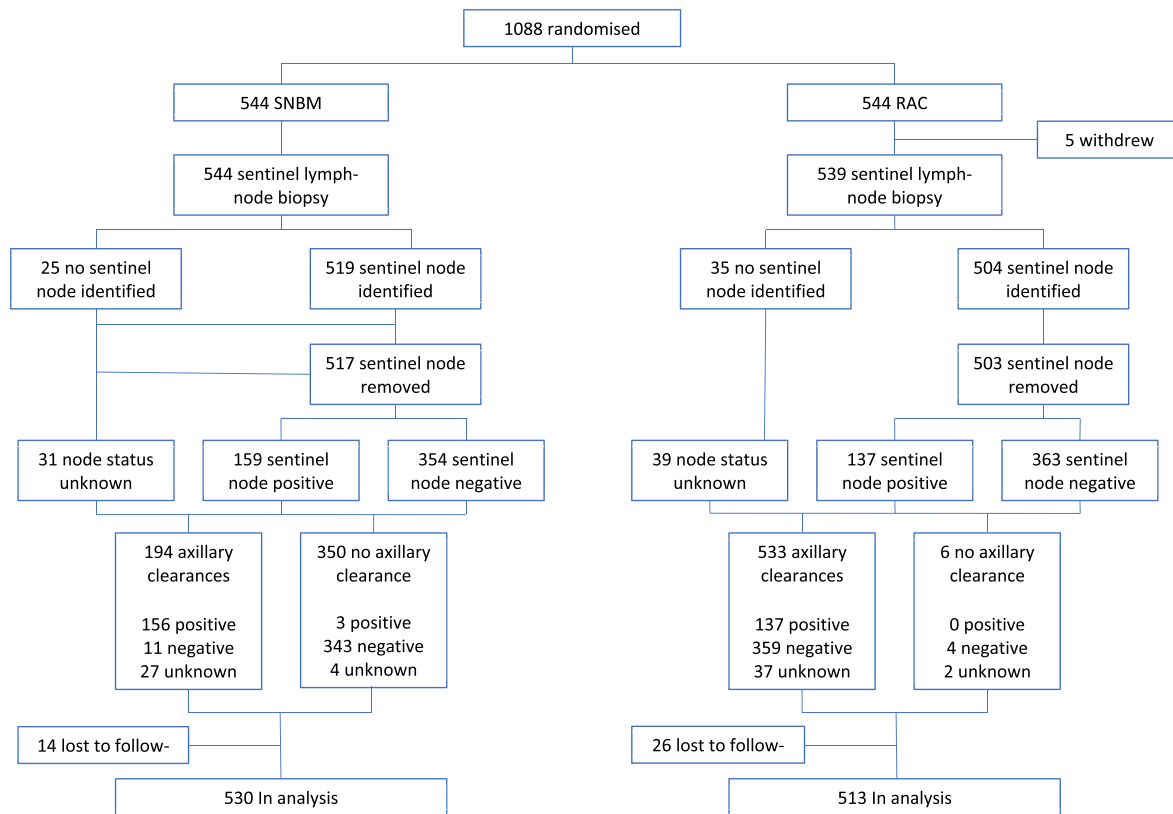 1088 randomised
544 SNBM
544 RAC
5 withdrew
544 sentinel lymph-
node biopsy
539 sentinel lymph-
node biopsy
25 no sentinel
node identified
519 sentinel node
identified
35 no sentinel
node identified
504 sentinel node
identified
517 sentinel node
removed
503 sentinel node
removed
31 node status
unknown
159 sentinel
node positive
354 sentinel
node negative
39 node status
unknown
137 sentinel
node positive
363 sentinel
node negative
194 axillary
clearances
156 positive
11 negative
27 unknown
350 no axillary
clearance
3 positive
343 negative
4 unknown
533 axillary
clearances
137 positive
359 negative
37 unknown
6 no axillary
clearance
0 positive
4 negative
2 unknown
14 lost to follow-
26 lost to follow-
530 In analysis
513 In analysis